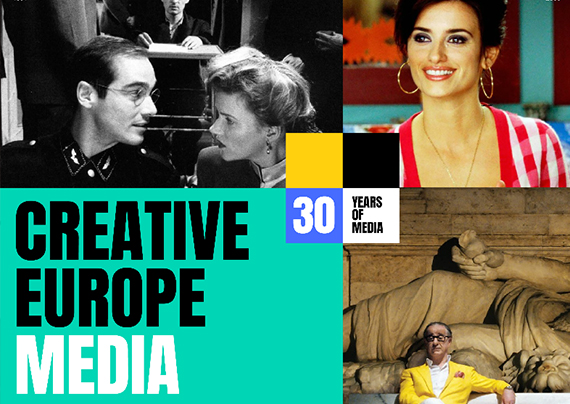 30
YEARS
OF
MEDIA
CREATIVE
EUROPE
MEDIA